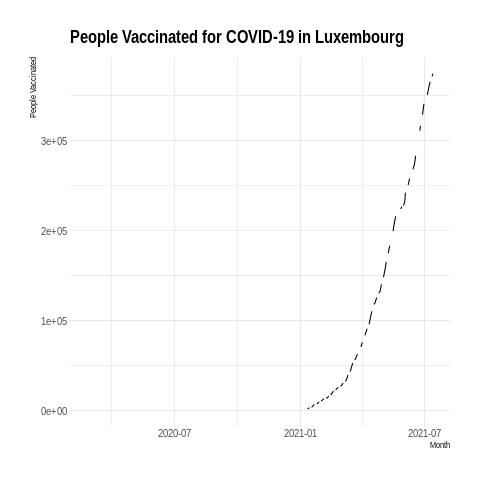 People Vaccinated for COVID-19 in Luxembourg
People Vaccinated
3e+05
2e+05
1e+05
0e+00
2020-07 2021-01 2021-07
Month